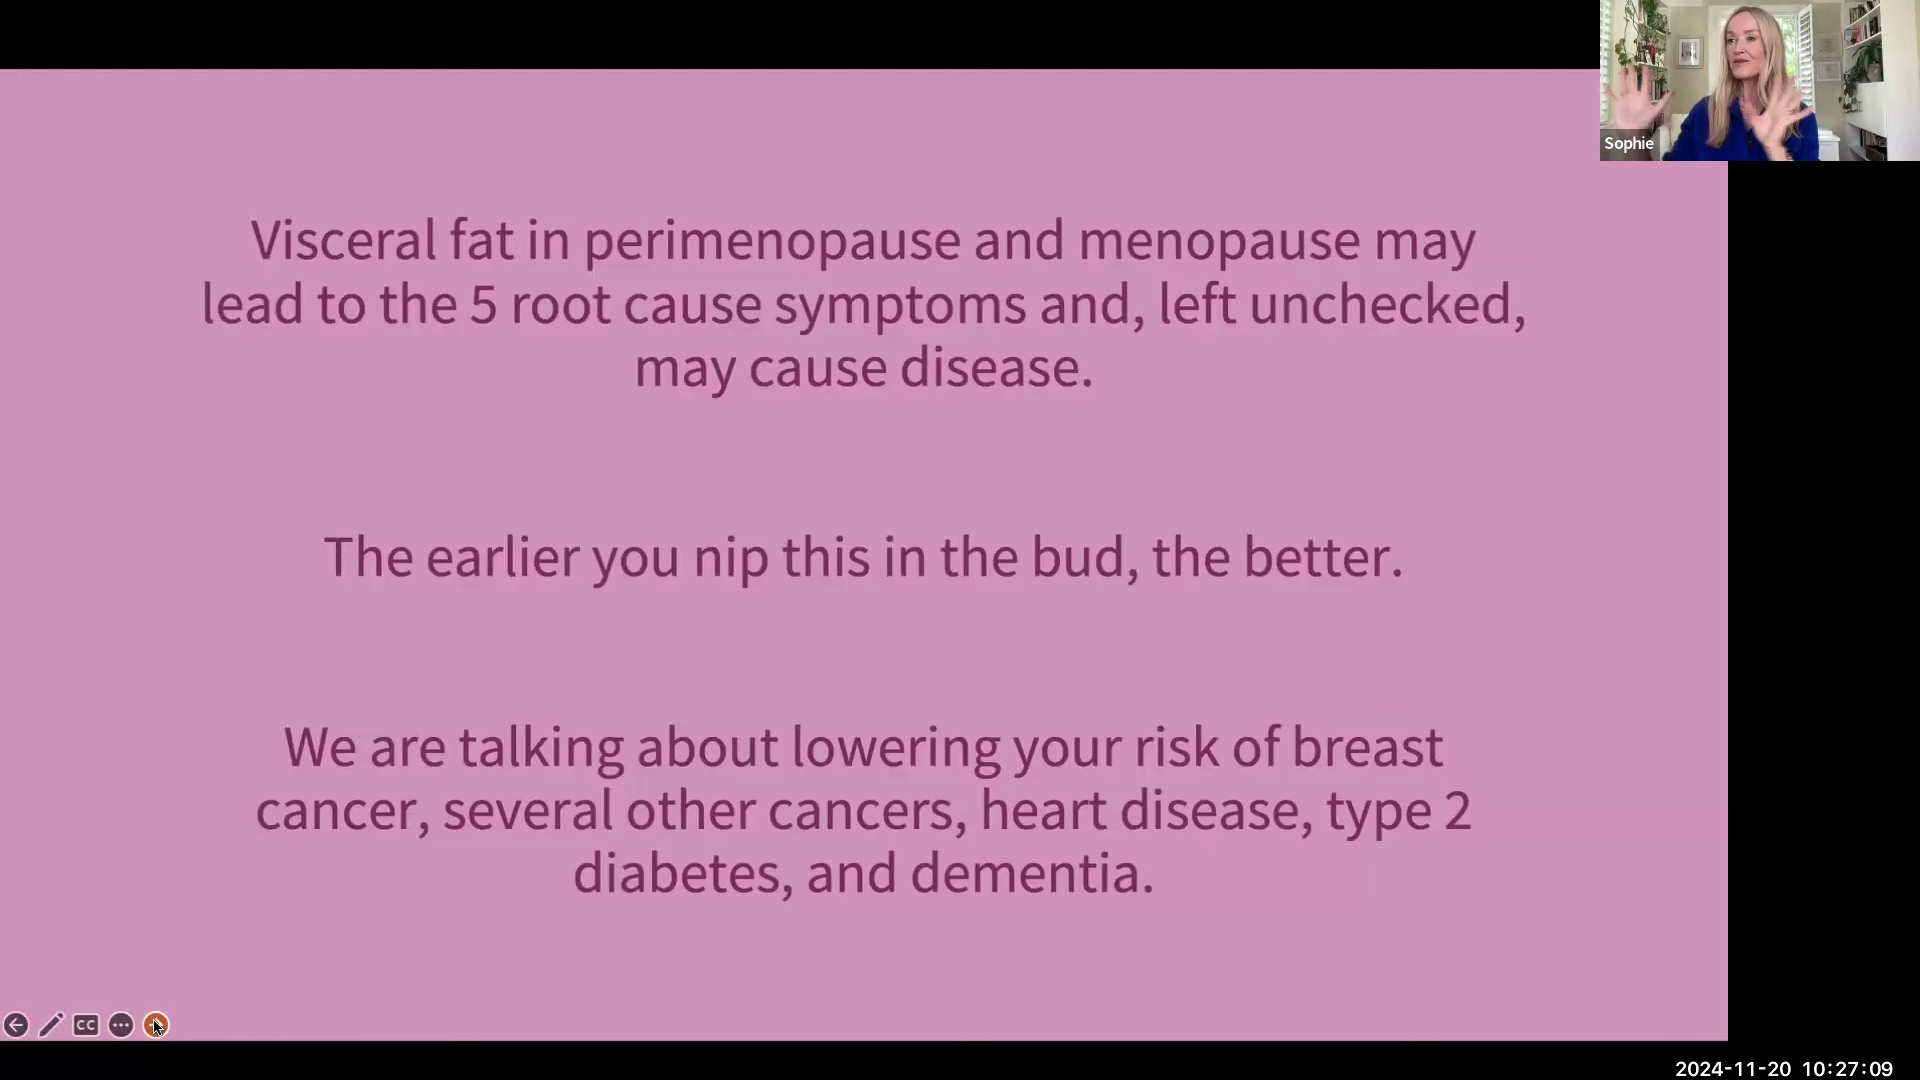 Sophie
Visceral fat in perimenopause and menopause may
lead to the 5 root cause symptoms and, left unchecked,
may cause disease.
The earlier you nip this in the bud, the better.
We are talking about lowering your risk of breast
cancer, several other cancers, heart disease, type 2
diabetes, and dementia.
CC
2024-11-20 10:27:09